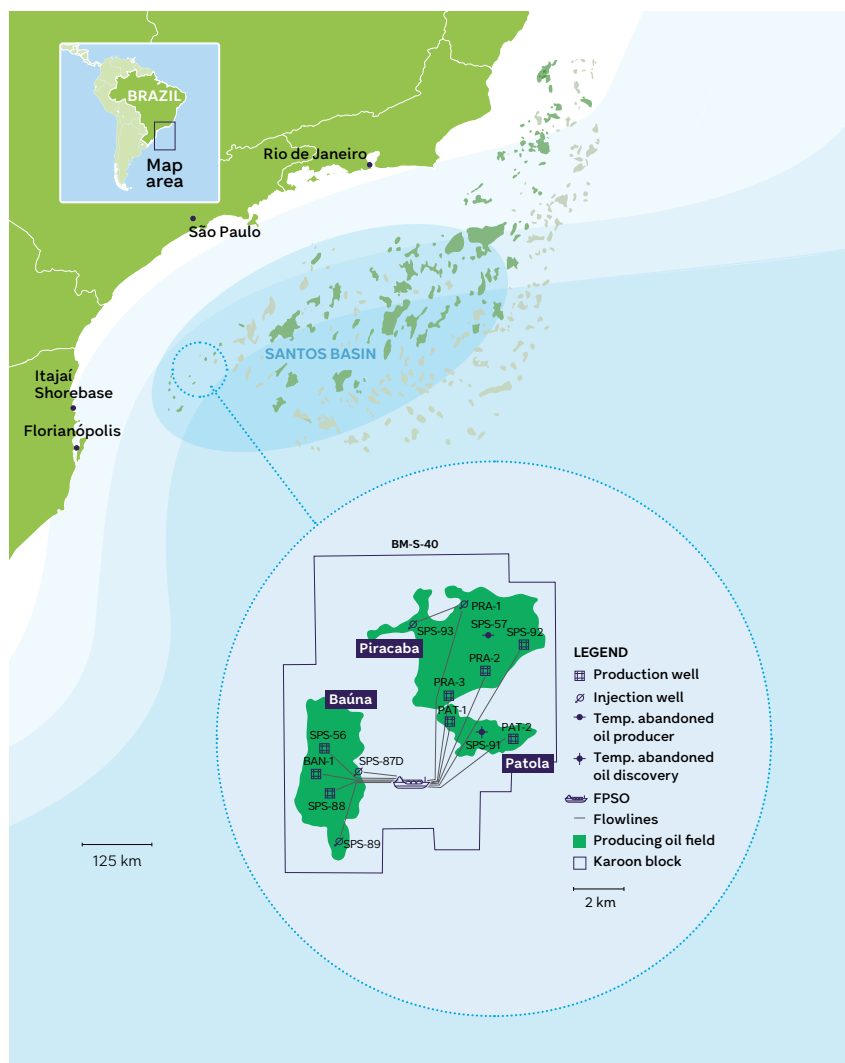 BRAZIL
Map
area
Rio de Janeiro
São Paulo
SANTOS BASIN
Itajaí
Shorebase
Florianópolis
BM-S-40
PRA-1
SPS-93
SPS-57
SPS-92
Piracaba
PRA-2
PRA-3
Baúna
PAT-1
PAT-2
SPS-91
Patola
SPS-56
SPS-87D
BAN-1
SPS-88
SPS-89
LEGEND
Production well
Injection well
Temp. abandoned
oil producer
Temp. abandoned
oil discovery
FPSO
Flowlines
Producing oil field
Karoon block
2 km
125 km